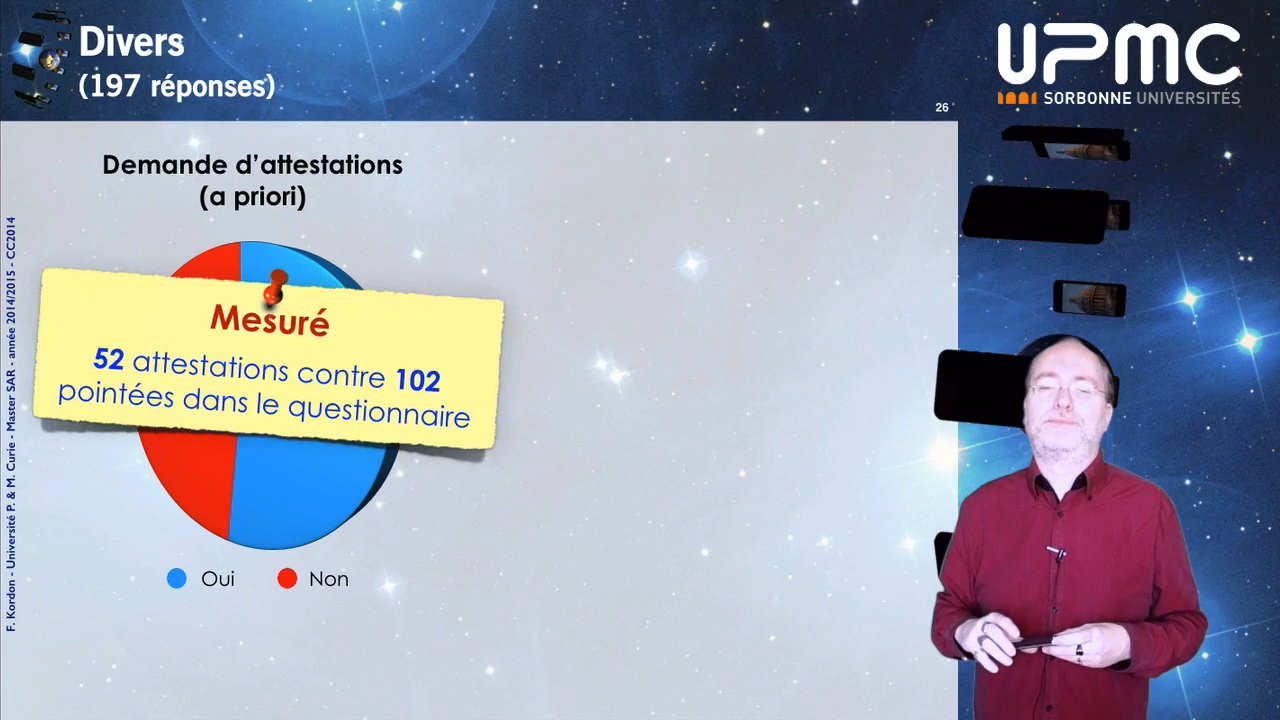 Divers
(197 réponses)
UPMC
SORBONNE UNIVERSITÉS
26
Demande d’attestations
(a priori)
Mesuré
52 attestations contre 102
pointées dans le questionnaire
Oui
Non
F. Kordon - Université P. & M. Curie - Master SAR - année 2014/2015 - CC2014